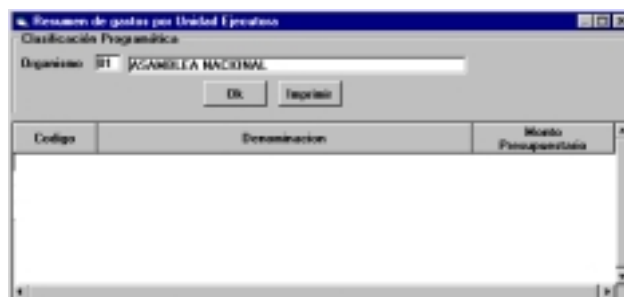 Resumen de gastos por Unidad Ejecutora
Clasificación Programática
Organismo 01 ASAMBLEA NACIONAL
Ok Imprimir
Codigo Denominacion Monto Presupuestario